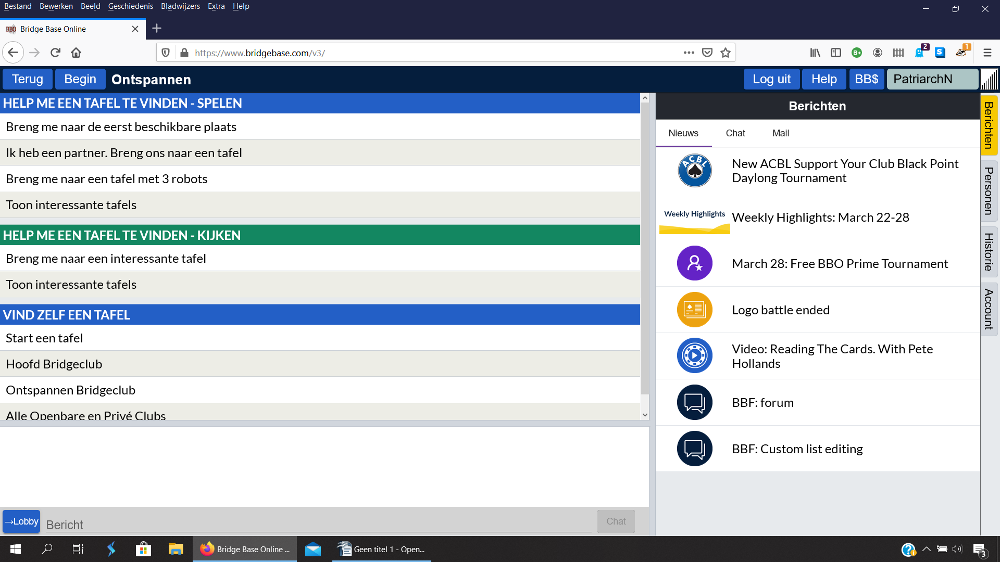 Bestand Bewerken Beeld Geschiedenis Bladwijzers Extra Help
BBO Bridge Base Online
https://www.bridgebase.com/v3/
B+
2
S
1
Terug Begin Ontspannen
Log uit Help BB$ PatriarchN
HELP ME EEN TAFEL TE VINDEN - SPELEN
Breng me naar de eerst beschikbare plaats
Ik heb een partner. Breng ons naar een tafel
Breng me naar een tafel met 3 robots
Toon interessante tafels
HELP ME EEN TAFEL TE VINDEN - KIJKEN
Breng me naar een interessante tafel
Toon interessante tafels
VIND ZELF EEN TAFEL
Start een tafel
Hoofd Bridgeclub
Ontspannen Bridgeclub
Alle Openbare en Privé Clubs
→Lobby
Bericht
Chat
Berichten
Nieuws Chat Mail
ACBL
New ACBL Support Your Club Black Point
Daylong Tournament
Weekly Highlights
Weekly Highlights: March 22-28
March 28: Free BBO Prime Tournament
Logo battle ended
Video: Reading The Cards. With Pete
Hollands
BBF: forum
BBF: Custom list editing
Berichten
Personen
Historie
Account
Bridge Base Online ...
Geen titel 1 - Open...
3